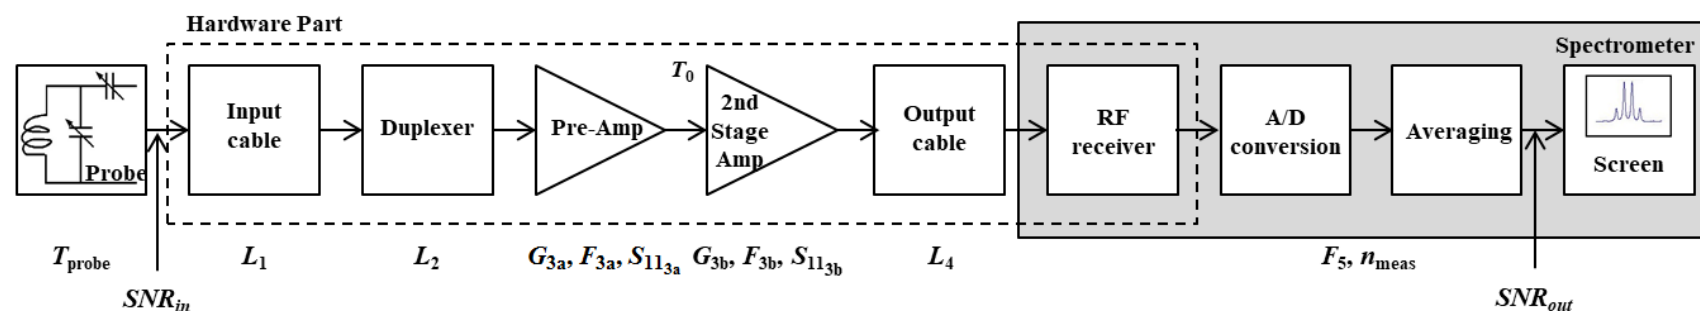 Hardware Part
Spectrometer
Probe
Input
cable
Duplexer
Pre-Amp
T0
2nd
Stage
Amp
Output
cable
RF
receiver
A/D
conversion
Averaging
Screen
Tprobe
L1
L2
G3a, F3a, S113a
G3b, F3b, S113b
L4
F5, nmeas
SNRin
SNRout